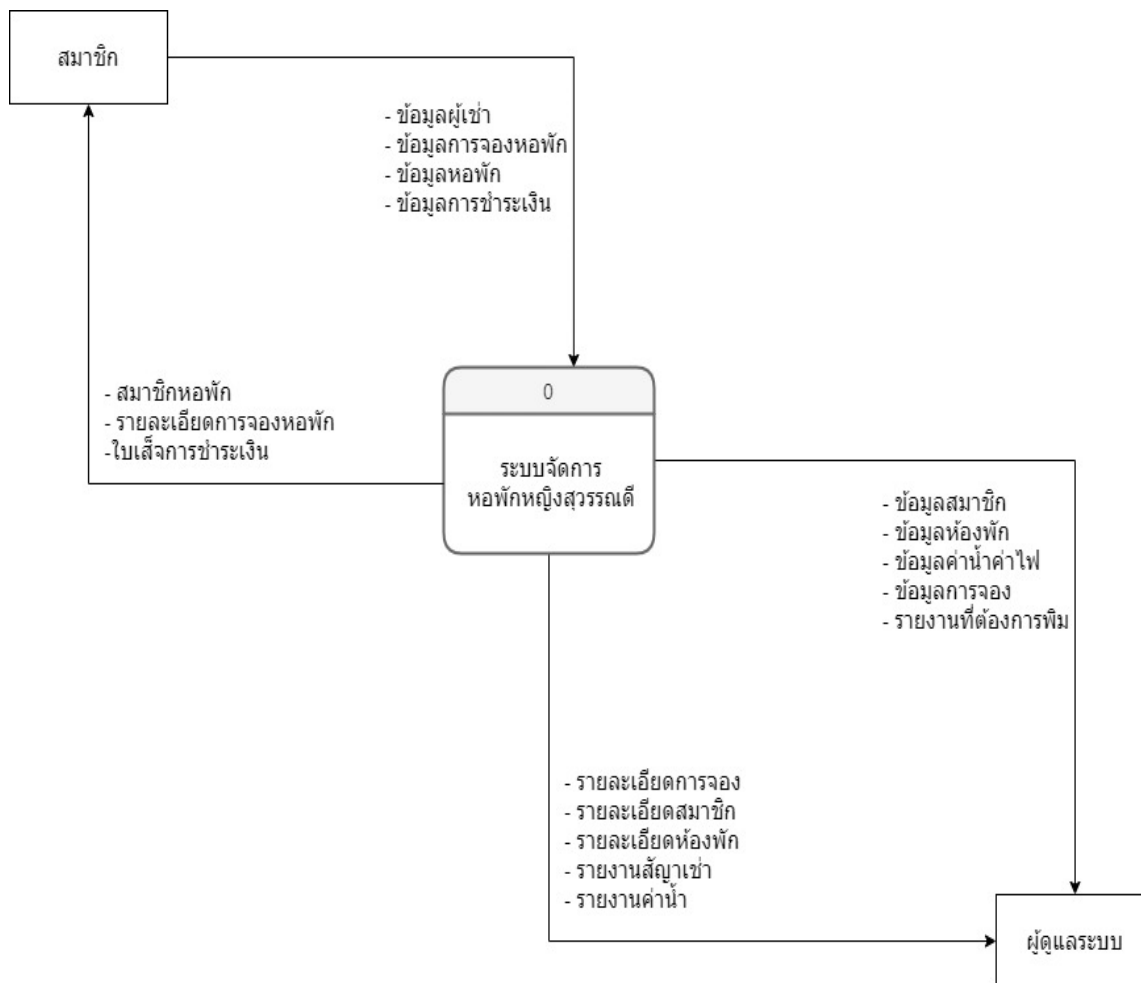 สมาชิก
- ข้อมูลผู้เช่า
- ข้อมูลการจองหอพัก
- ข้อมูลหอพัก
- ข้อมูลการชำระเงิน
- สมาชิกหอพัก
- รายละเอียดการจองหอพัก
-ใบเสร็จการชำระเงิน
0
ระบบจัดการ
หอพักหญิงสุวรรณดี
- ข้อมูลสมาชิก
- ข้อมูลห้องพัก
- ข้อมูลค่าน้ำค่าไฟ
- ข้อมูลการจอง
- รายงานที่ต้องการพิม
- รายละเอียดการจอง
- รายละเอียดสมาชิก
- รายละเอียดห้องพัก
- รายงานสัญาเช่า
- รายงานค่าน้ำ
ผู้ดูแลระบบ